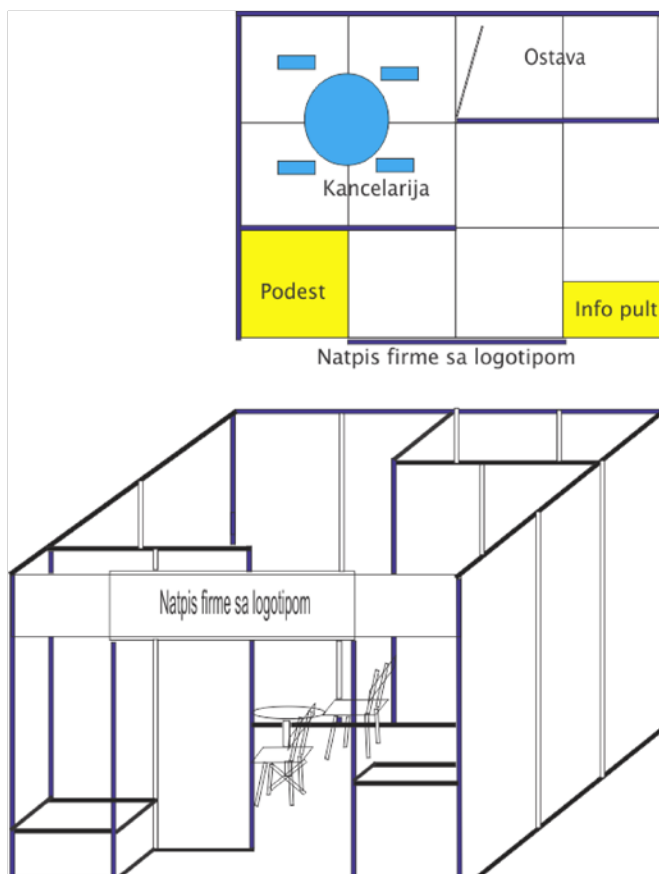 Ostava
Kancelarija
Podest
Info pult
Natpis firme sa logotipom
Natpis firme sa logotipom